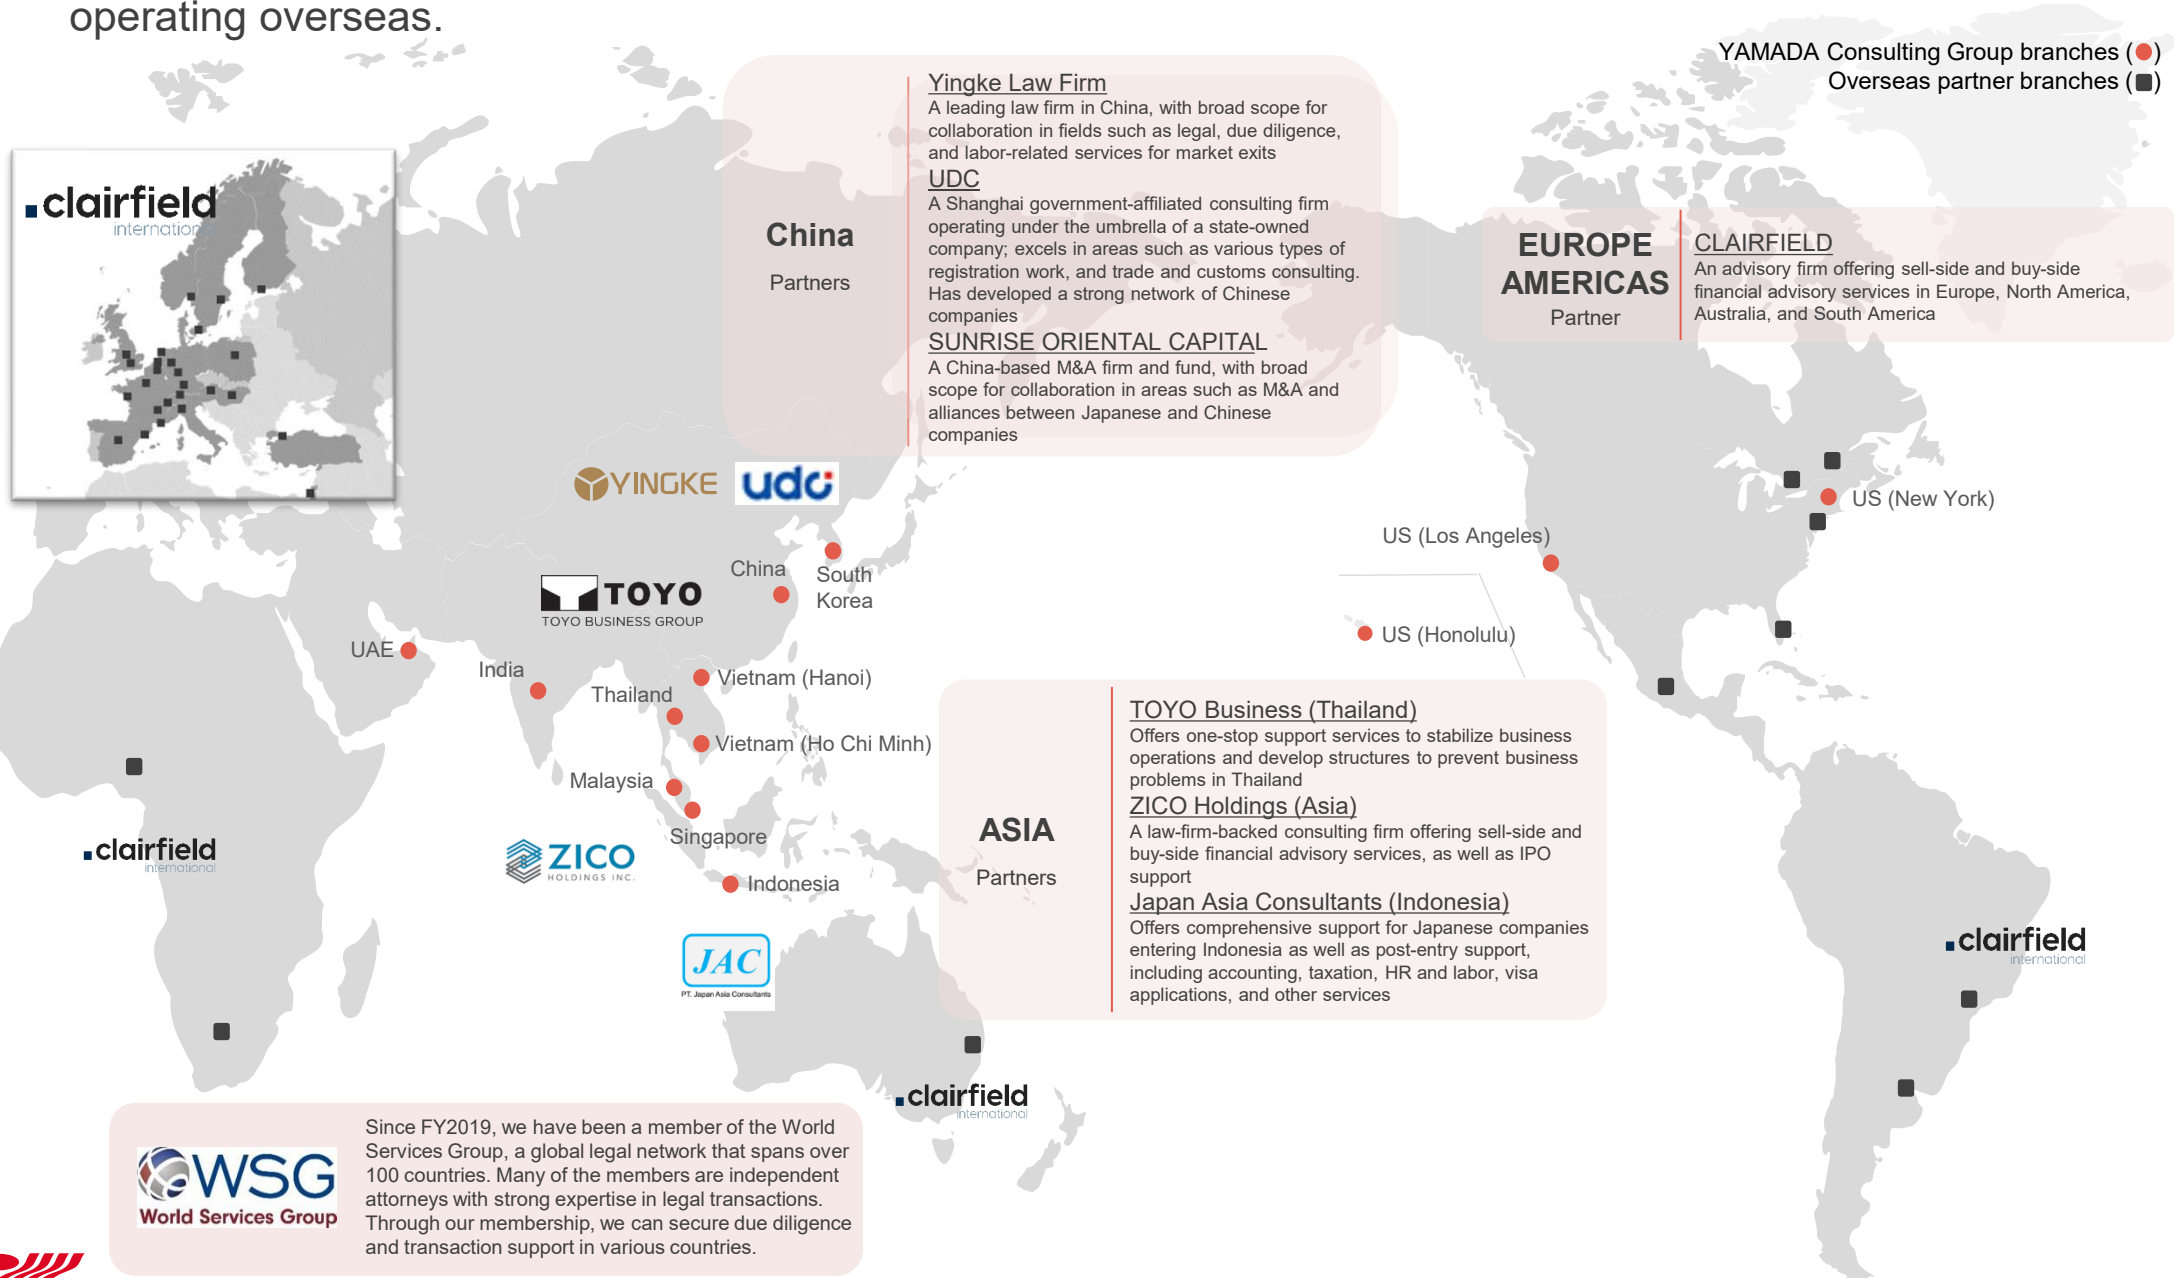 operating overseas.
YAMADA Consulting Group branches (●)
Overseas partner branches (■)
clairfield
international
China
Partners
Yingke Law Firm
A leading law firm in China, with broad scope for
collaboration in fields such as legal, due diligence,
and labor-related services for market exits
UDC
A Shanghai government-affiliated consulting firm
operating under the umbrella of a state-owned
company; excels in areas such as various types of
registration work, and trade and customs consulting.
Has developed a strong network of Chinese
companies
SUNRISE ORIENTAL CAPITAL
A China-based M&A firm and fund, with broad
scope for collaboration in areas such as M&A and
alliances between Japanese and Chinese
companies
EUROPE
AMERICAS
Partner
CLAIRFIELD
An advisory firm offering sell-side and buy-side
financial advisory services in Europe, North America,
Australia, and South America
YINGKE
udc
US (New York)
US (Los Angeles)
US (Honolulu)
China
South
Korea
TOYO
TOYO BUSINESS GROUP
UAE
India
Thailand
Vietnam (Hanoi)
Vietnam (Ho Chi Minh)
Malaysia
Singapore
Indonesia
clairfield
international
ZICO
HOLDINGS INC.
JAC
PT. Japan Asia Consultants
ASIA
Partners
TOYO Business (Thailand)
Offers one-stop support services to stabilize business
operations and develop structures to prevent business
problems in Thailand
ZICO Holdings (Asia)
A law-firm-backed consulting firm offering sell-side and
buy-side financial advisory services, as well as IPO
support
Japan Asia Consultants (Indonesia)
Offers comprehensive support for Japanese companies
entering Indonesia as well as post-entry support,
including accounting, taxation, HR and labor, visa
applications, and other services
clairfield
international
clairfield
international
WSG
World Services Group
Since FY2019, we have been a member of the World
Services Group, a global legal network that spans over
100 countries. Many of the members are independent
attorneys with strong expertise in legal transactions.
Through our membership, we can secure due diligence
and transaction support in various countries.